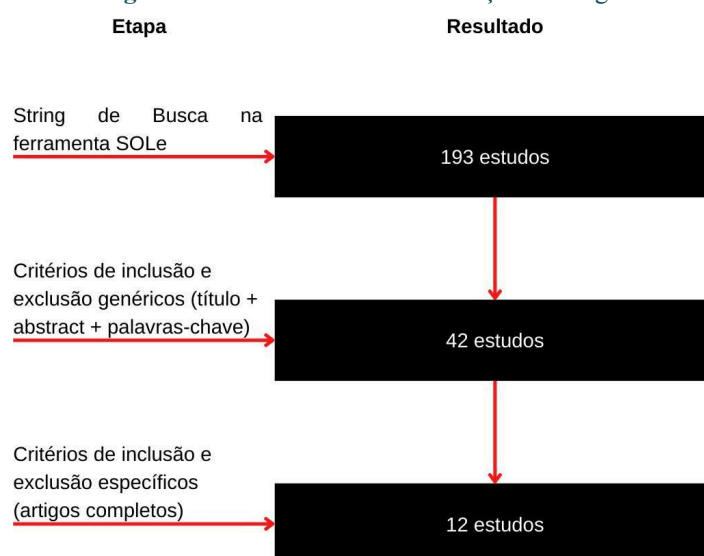 Etapa
Resultado
String de Busca na
ferramenta SOLe
193 estudos
Critérios de inclusão e
exclusão genéricos (título +
abstract + palavras-chave)
42 estudos
Critérios de inclusão e
exclusão específicos
(artigos completos)
12 estudos